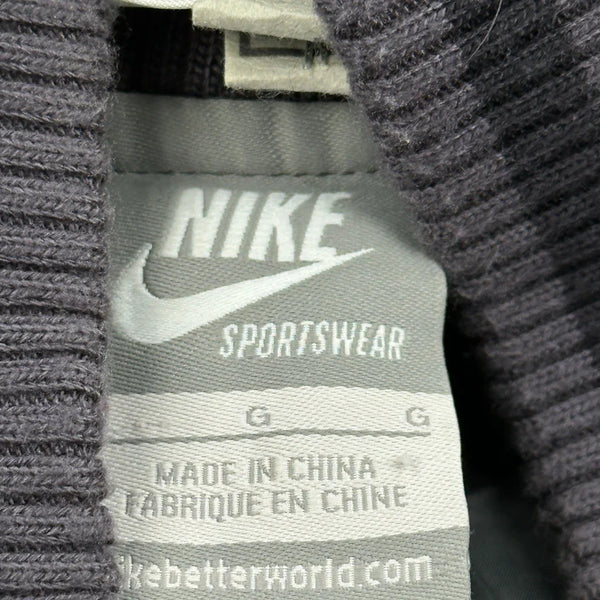 NIKE
SPORTSWEAR
G G
MADE IN CHINA
FABRIQUE EN CHINE
kebetterworld.com